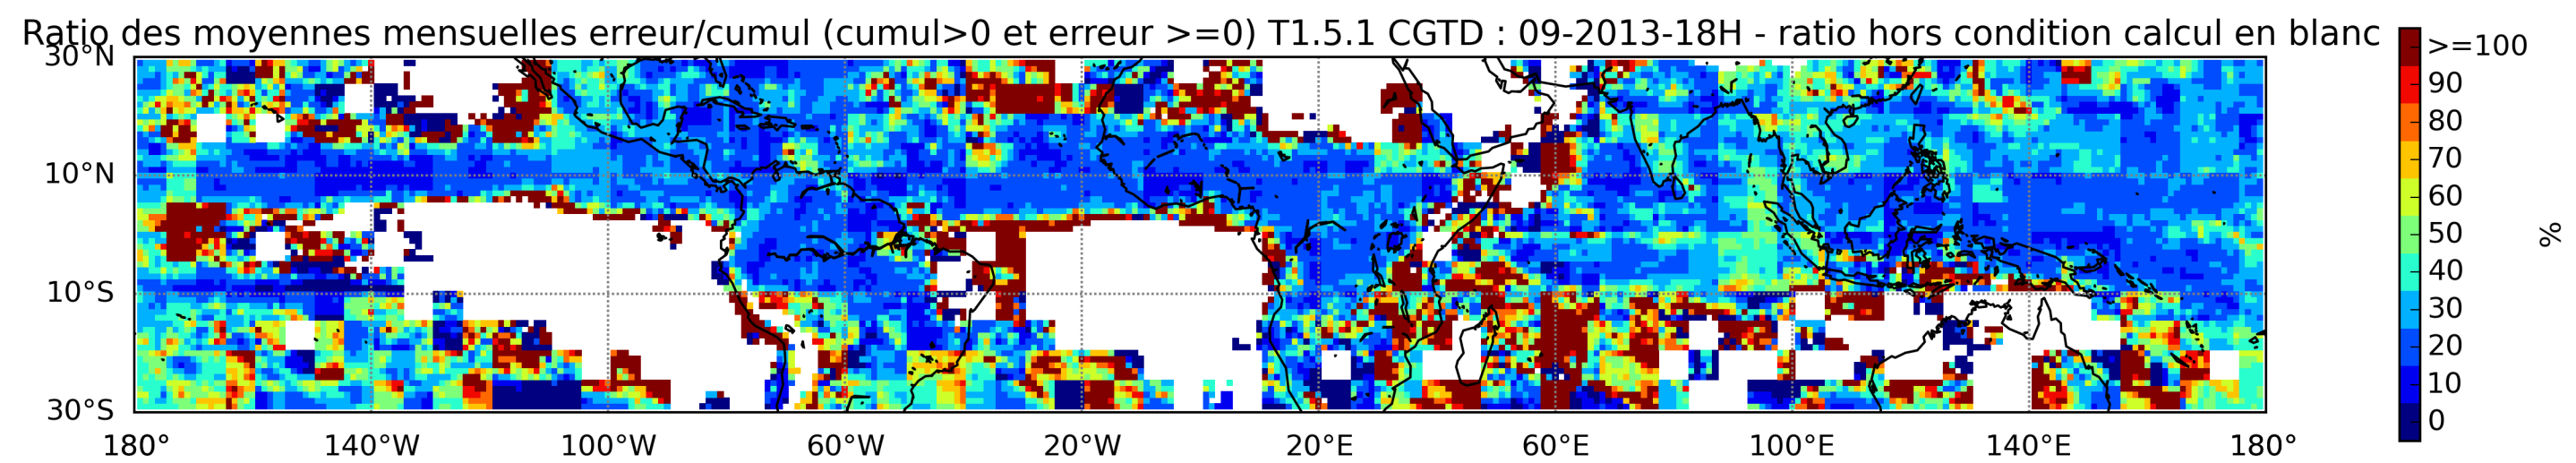 Ratio des moyennes mensuelles erreur/cumul (cumul>0 et erreur >=0) T1.5.1 CGTD : 09-2013-18H - ratio hors condition calcul en blanc
30°N
10°N
10°S
30°S
180°
140°W
100°W
60°W
20°W
20°E
60°E
100°E
140°E
180°
>=100
90
80
70
60
50
40
30
20
10
0
%